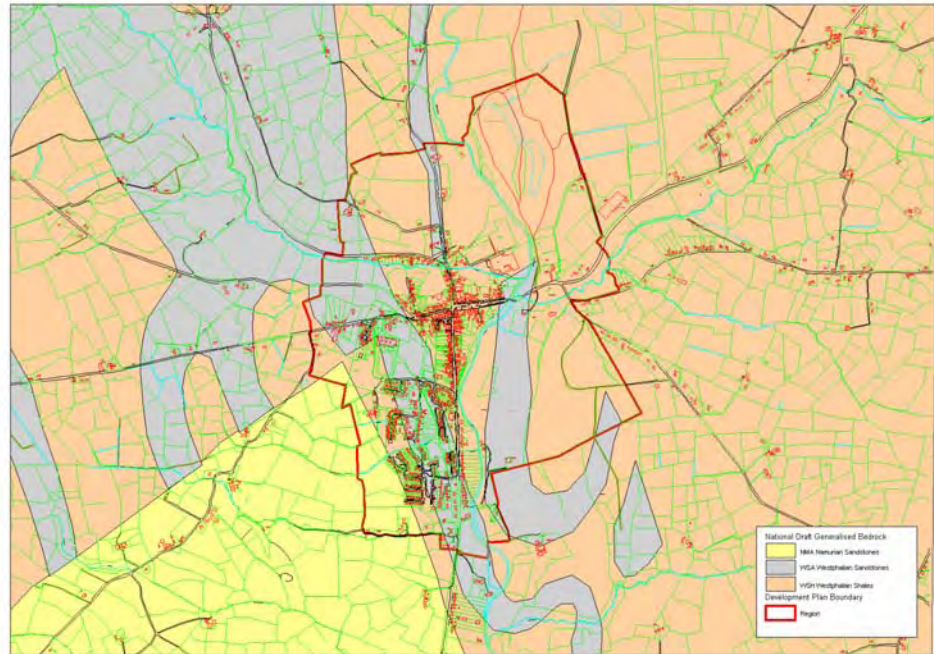 National Draft Generalised Bedrock
NMA Namurian Sandstones
WSA Westphalian Sandstones
WSH Westphalian Shales
Development Plan Boundary
Region